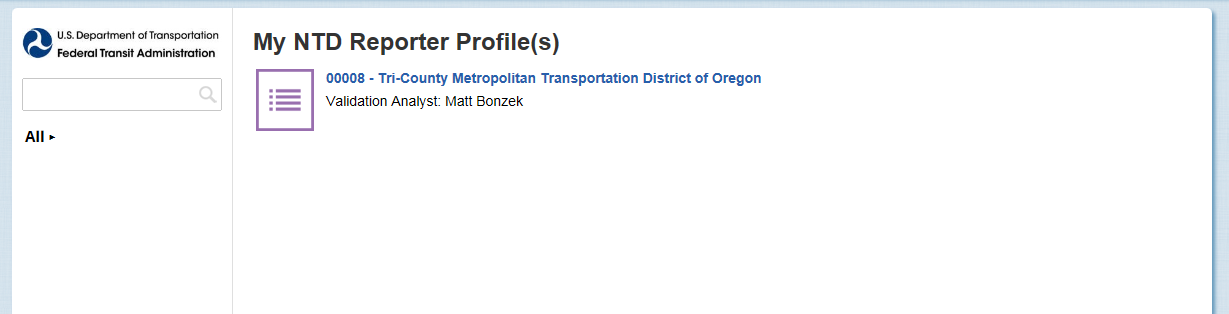 U.S. Department of Transportation
Federal Transit Administration
All
My NTD Reporter Profile(s)
00008 - Tri-County Metropolitan Transportation District of Oregon
Validation Analyst: Matt Bonzek